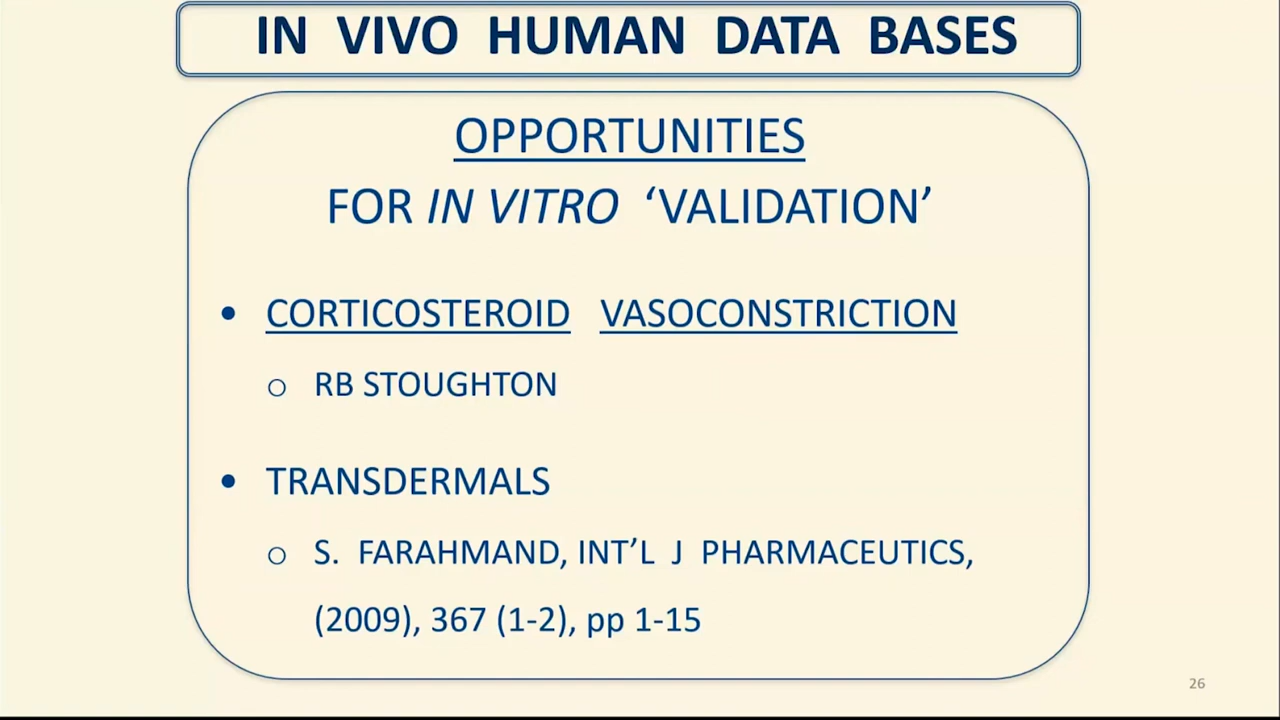 IN VIVO HUMAN DATA BASES
OPPORTUNITIES
FOR IN VITRO ‘VALIDATION’
• CORTICOSTEROID VASOCONSTRICTION
o RB STOUGHTON
• TRANSDERMALS
o S. FARAHMAND, INT’L J PHARMACEUTICS,
(2009), 367 (1-2), pp 1-15
26